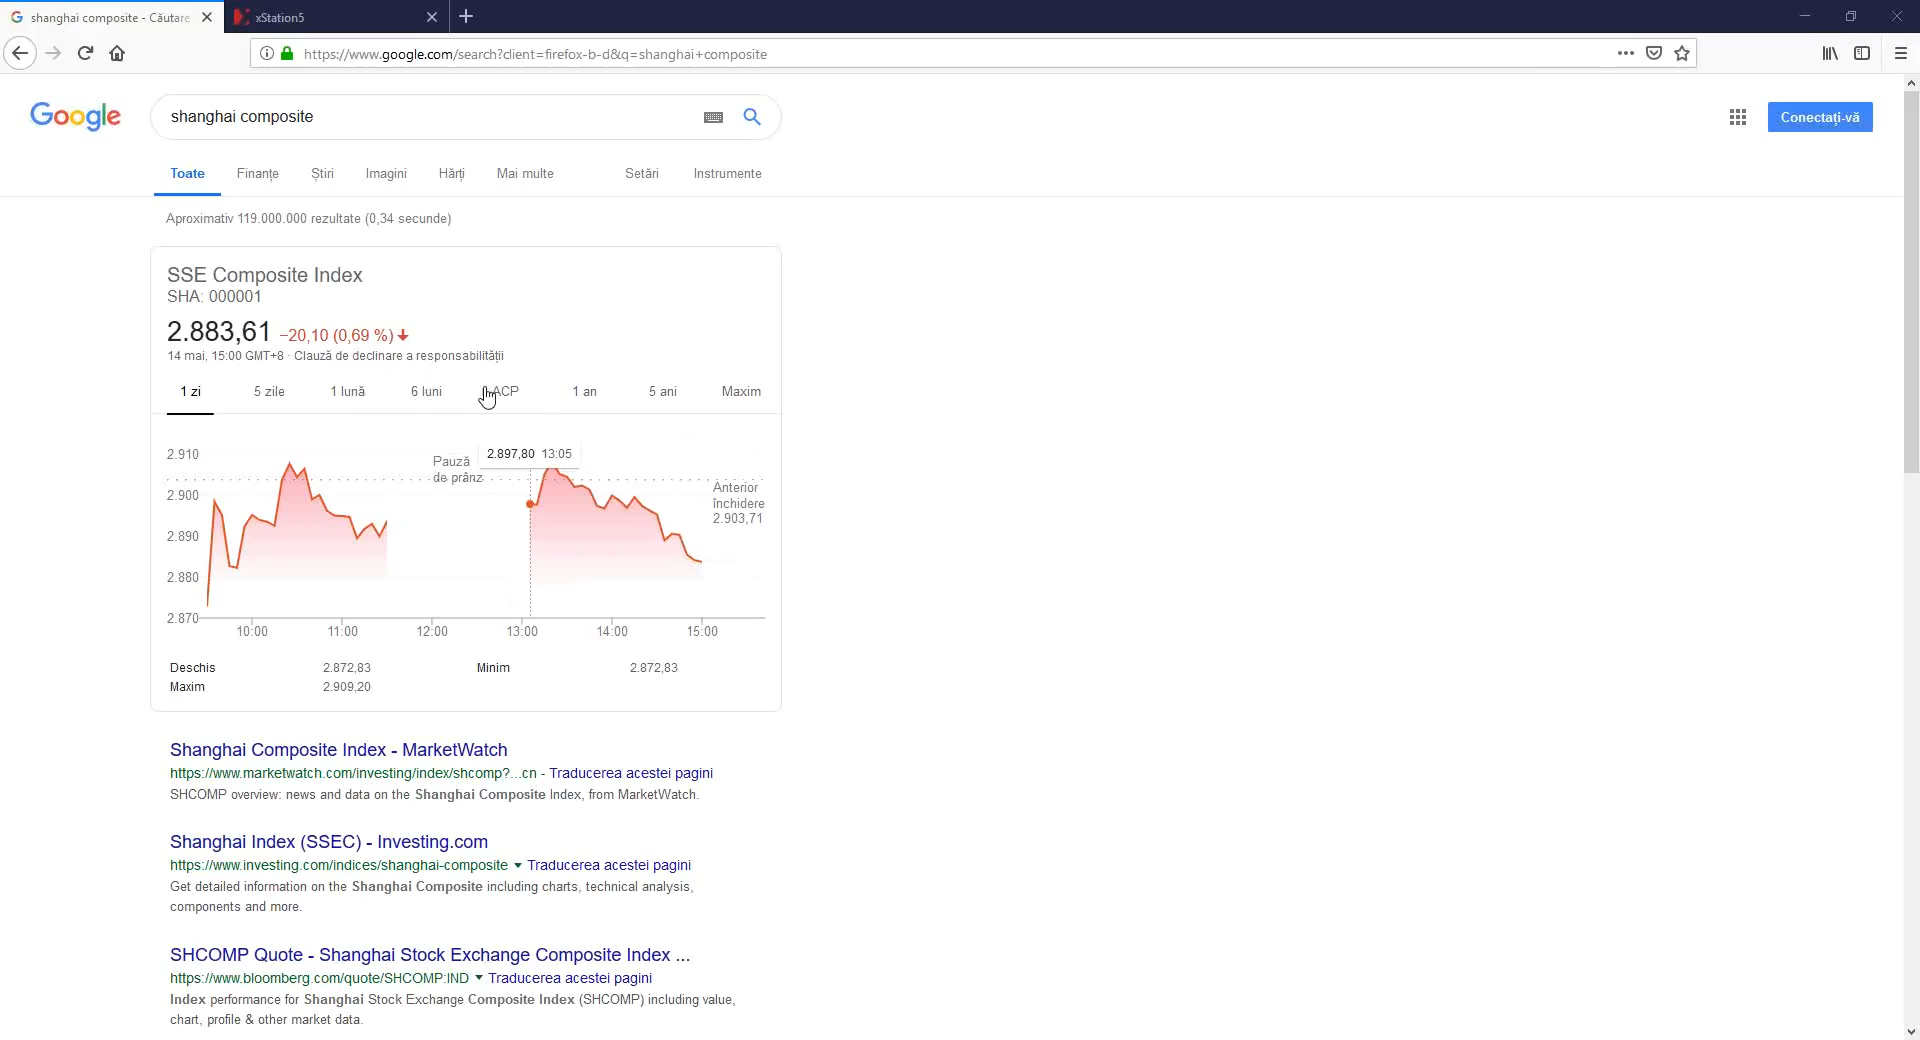 shanghai composite - Căutare
xStation5
https://www.google.com/search?client=firefox-b-d&q=shanghai+composite
Google
shanghai composite
Conectați-vă
Toate Finanțe Știri Imagini Hărți Mai multe Setări Instrumente
Aproximativ 119.000.000 rezultate (0,34 secunde)
SSE Composite Index
SHA: 000001
2.883,61 −20,10 (0,69 %)
14 mai, 15:00 GMT+8 · Clauză de declinare a responsabilității
1 zi 5 zile 1 lună 6 luni ACP 1 an 5 ani Maxim
2.910
2.900
2.890
2.880
2.870
Pauză
de prânz
2.897,80 13:05
Anterior
închidere
2.903,71
10:00 11:00 12:00 13:00 14:00 15:00
Deschis 2.872,83 Minim 2.872,83
Maxim 2.909,20
Shanghai Composite Index - MarketWatch
https://www.marketwatch.com/investing/index/shcomp?...cn - Traducerea acestei pagini
SHCOMP overview: news and data on the Shanghai Composite Index, from MarketWatch.
Shanghai Index (SSEC) - Investing.com
https://www.investing.com/indices/shanghai-composite Traducerea acestei pagini
Get detailed information on the Shanghai Composite including charts, technical analysis,
components and more.
SHCOMP Quote - Shanghai Stock Exchange Composite Index ...
https://www.bloomberg.com/quote/SHCOMP:IND Traducerea acestei pagini
Index performance for Shanghai Stock Exchange Composite Index (SHCOMP) including value,
chart, profile & other market data.